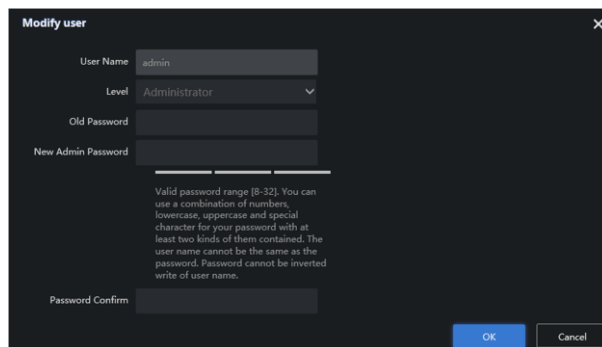 Modify user
User Name admin
Level Administrator
Old Password
New Admin Password
Valid password range [8-32]. You can
use a combination of numbers,
lowercase, uppercase and special
character for your password with at
least two kinds of them contained. The
user name cannot be the same as the
password. Password cannot be inverted
write of user name.
Password Confirm
OK Cancel